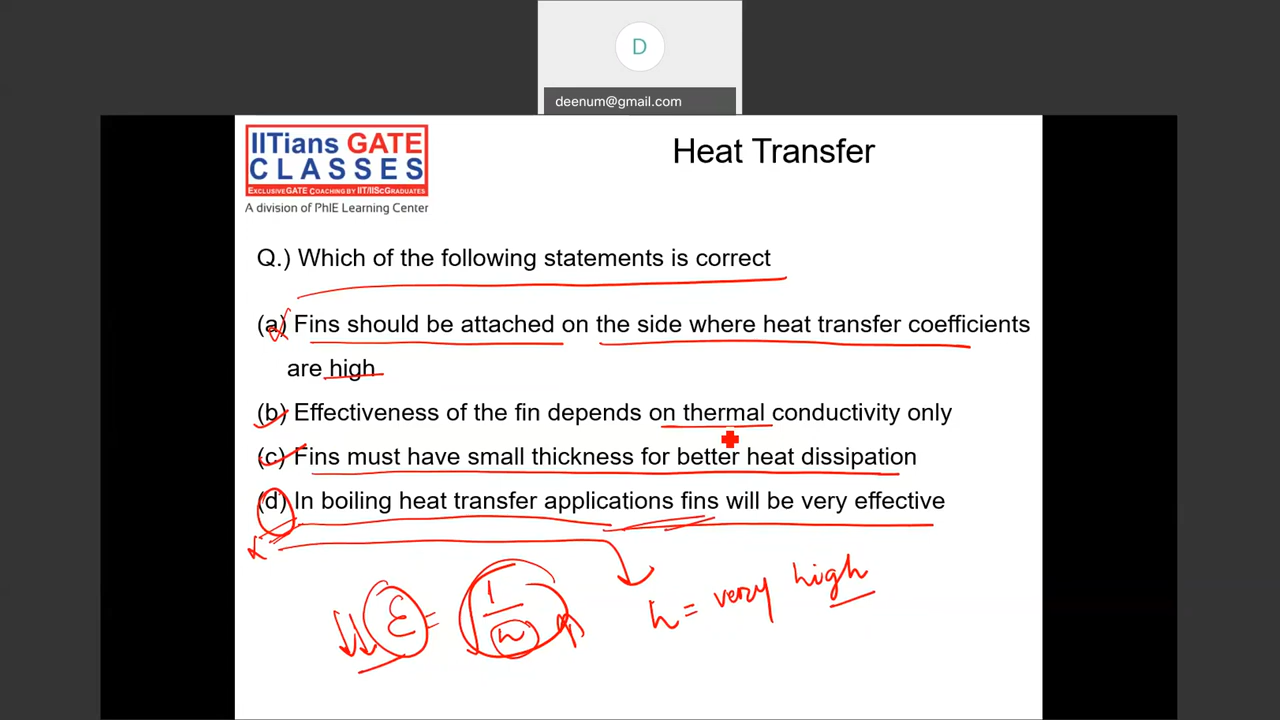 D
deenum@gmail.com
IITians GATE
CLASSES
EXCLUSIVE GATE COACHING BY IIT/IISc GRADUATES
A division of PhIE Learning Center
Heat Transfer
Q.) Which of the following statements is correct
(a) Fins should be attached on the side where heat transfer coefficients
are high
(b) Effectiveness of the fin depends on thermal conductivity only
(c) Fins must have small thickness for better heat dissipation
(d) In boiling heat transfer applications fins will be very effective
h = very high